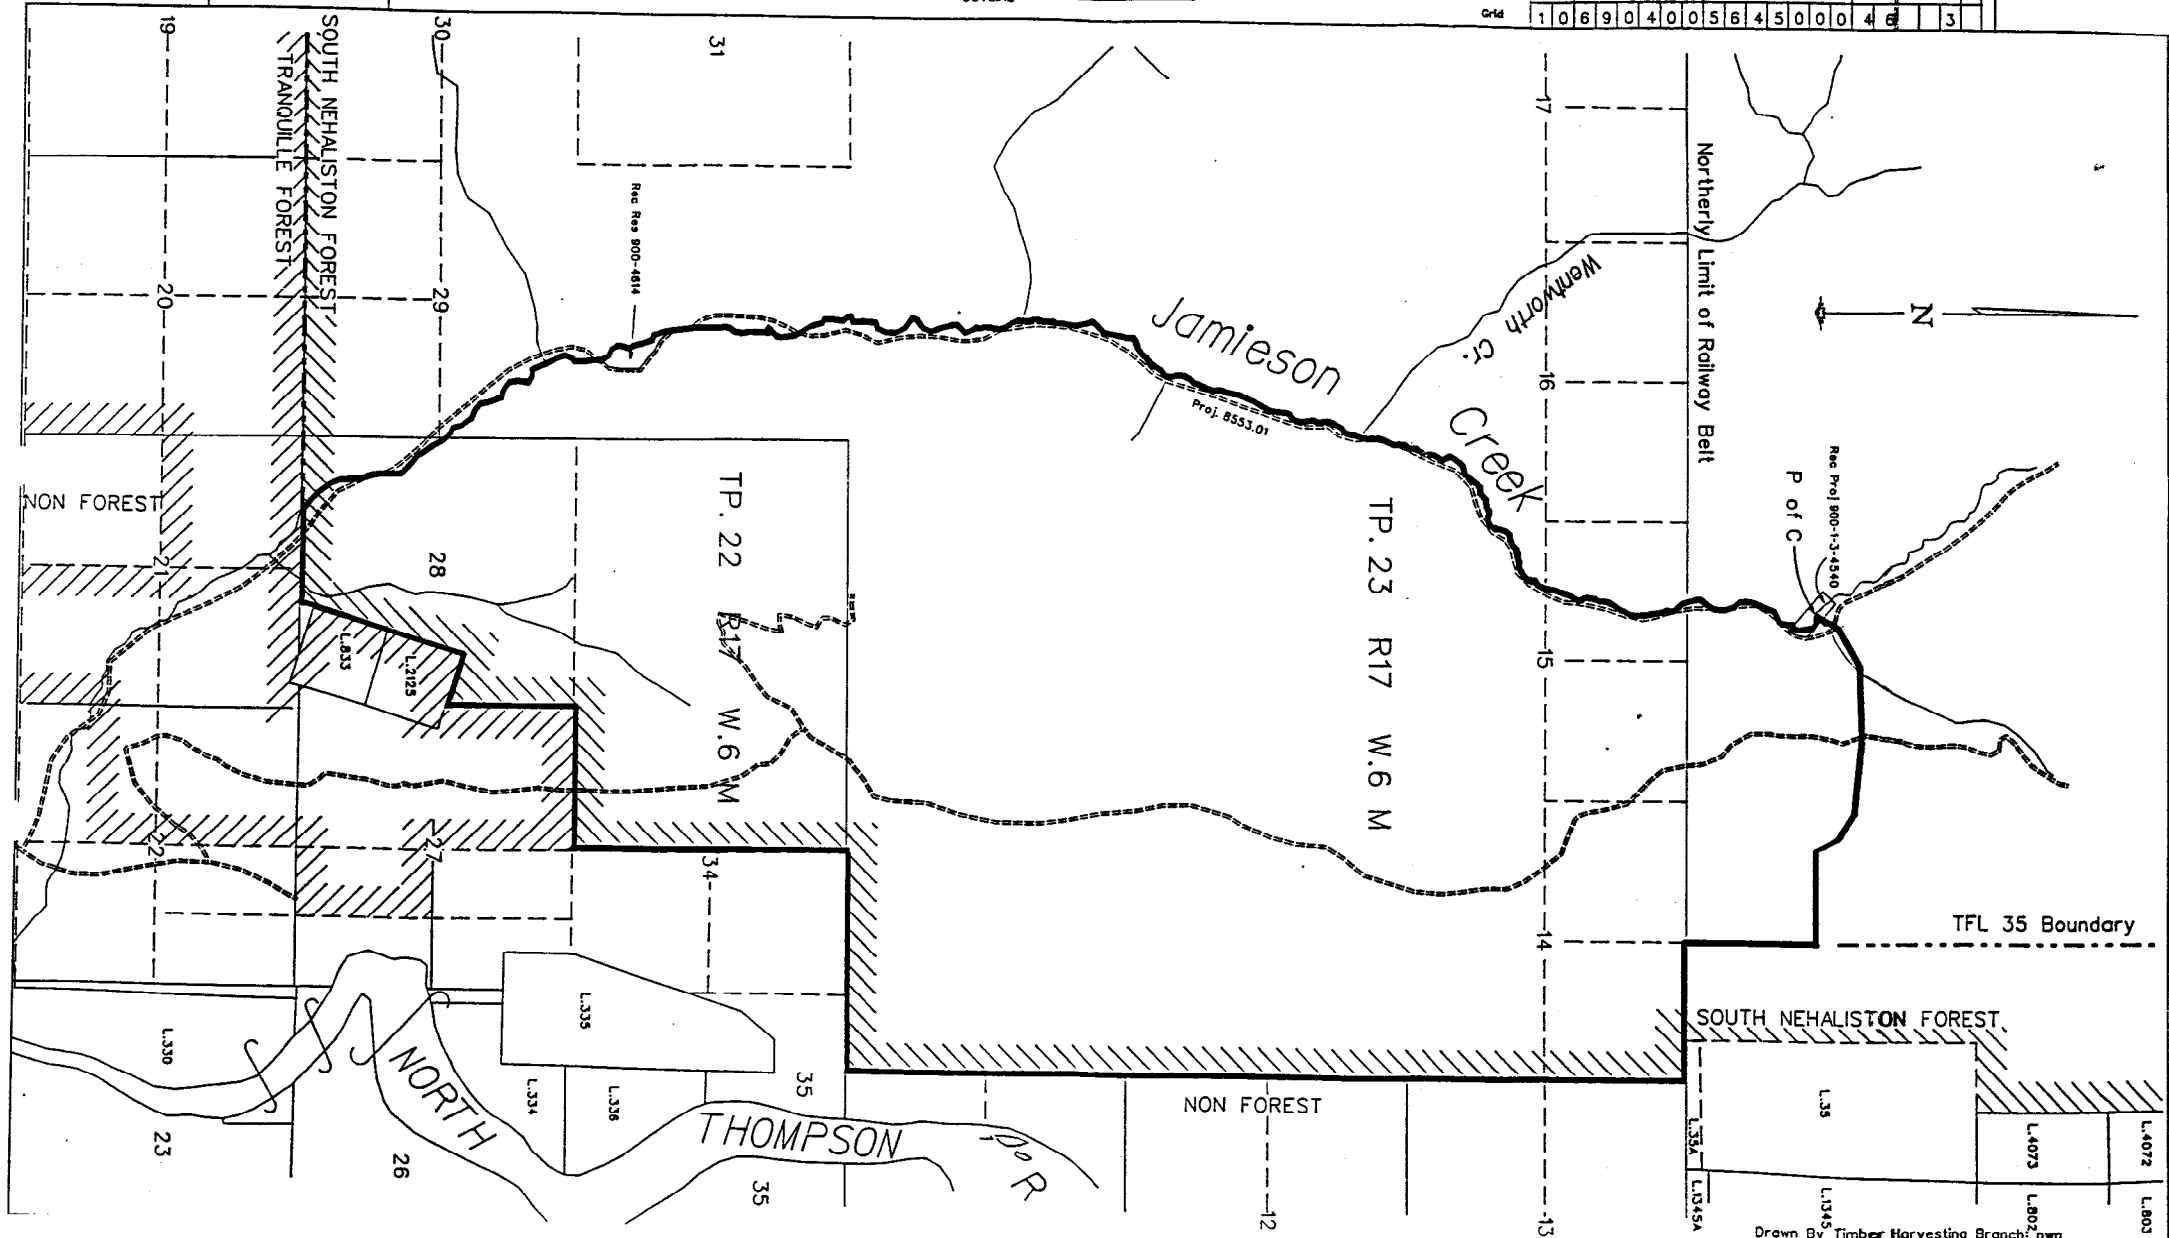 Grid 1 0 6 9 0 4 0 0 5 6 4 5 0 0 0 4 3
19
SOUTH NEHALISTON FOREST
TRANQUILLE FOREST
30
31
17
Northerly Limit of Railway Belt
Rec Res 900-4614
20
29
Wentworth Cr.
N
Jamieson
Creek
16
Proj. 8553.01
Rec Proj 900-1-3-4540
P of C
NON FOREST
21
28
TP. 22 R17 W.6 M
TP. 23 R17 W.6 M
15
L.833
L.2125
22
27
34
14
TFL 35 Boundary
SOUTH NEHALISTON FOREST
L.330
L.335
NORTH
THOMPSON
R
L.334
L.336
35
NON FOREST
L.35
L.35A
L.4073
L.4072
23
26
35
12
13
L.1345A
L.1345
L.802
L.803
Drawn By Timber Harvesting Branch: pwn